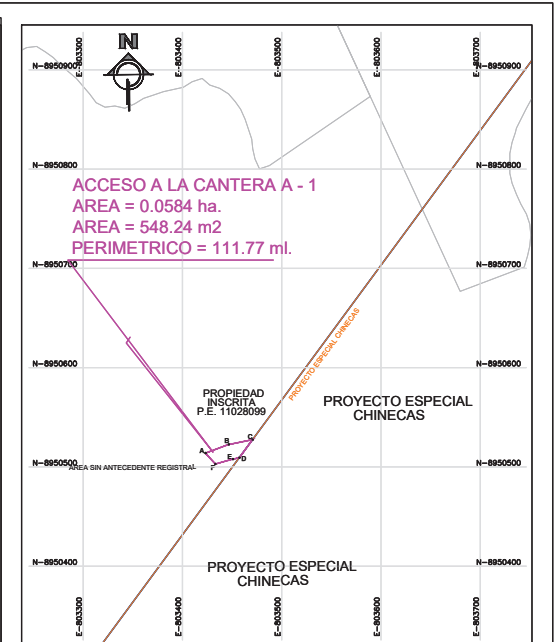 N
E-803300
E-803400
E-803500
E-803600
E-803700
N-8950900
N-8950900
N-8950800
N-8950800
ACCESO A LA CANTERA A - 1
AREA = 0.0584 ha.
AREA = 548.24 m2
PERIMETRICO = 111.77 ml.
N-8950700
N-8950700
PROYECTO ESPECIAL CHINECAS
N-8950600
N-8950600
PROPIEDAD
INSCRITA
P.E. 11028099
PROYECTO ESPECIAL
CHINECAS
A
B
C
E
D
AREA SIN ANTECEDENTE REGISTRAL
N-8950500
N-8950500
N-8950400
N-8950400
PROYECTO ESPECIAL
CHINECAS
E-803300
E-803400
E-803500
E-803600
E-803700